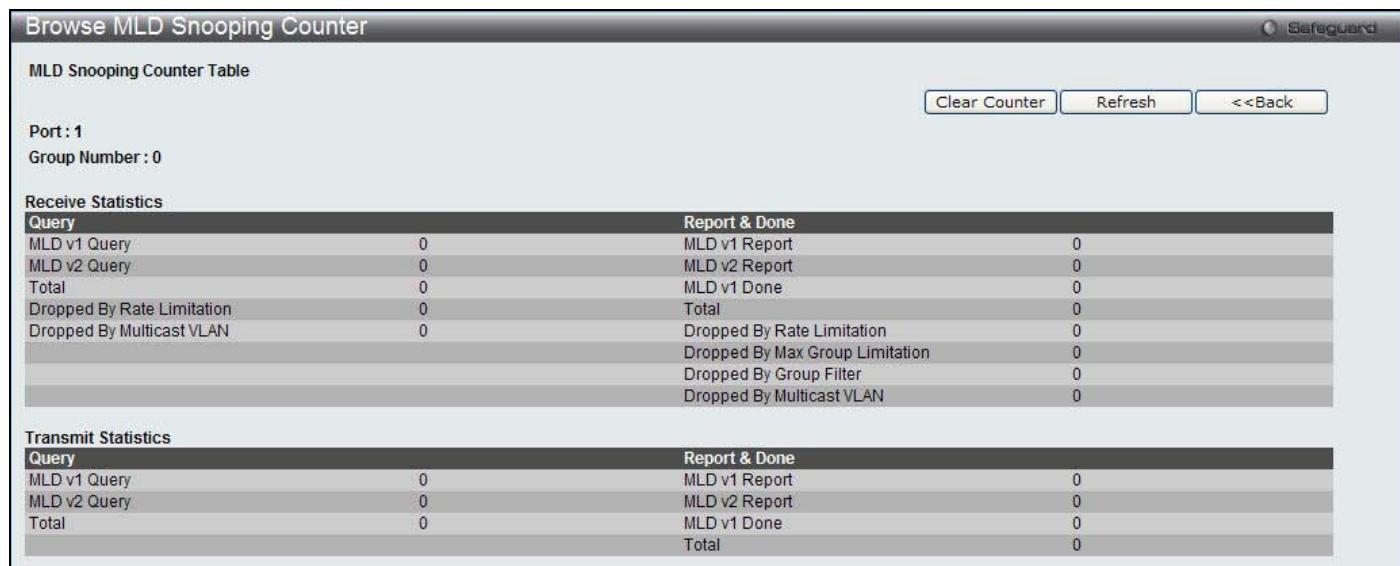 Browse MLD Snooping Counter
Safeguard
MLD Snooping Counter Table
Clear Counter Refresh <<Back
Port : 1
Group Number : 0
Receive Statistics
Query Report & Done
MLD v1 Query 0 MLD v1 Report 0
MLD v2 Query 0 MLD v2 Report 0
Total 0 MLD v1 Done 0
Dropped By Rate Limitation 0 Total 0
Dropped By Multicast VLAN 0 Dropped By Rate Limitation 0
Dropped By Max Group Limitation 0
Dropped By Group Filter 0
Dropped By Multicast VLAN 0
Transmit Statistics
Query Report & Done
MLD v1 Query 0 MLD v1 Report 0
MLD v2 Query 0 MLD v2 Report 0
Total 0 MLD v1 Done 0
Total 0